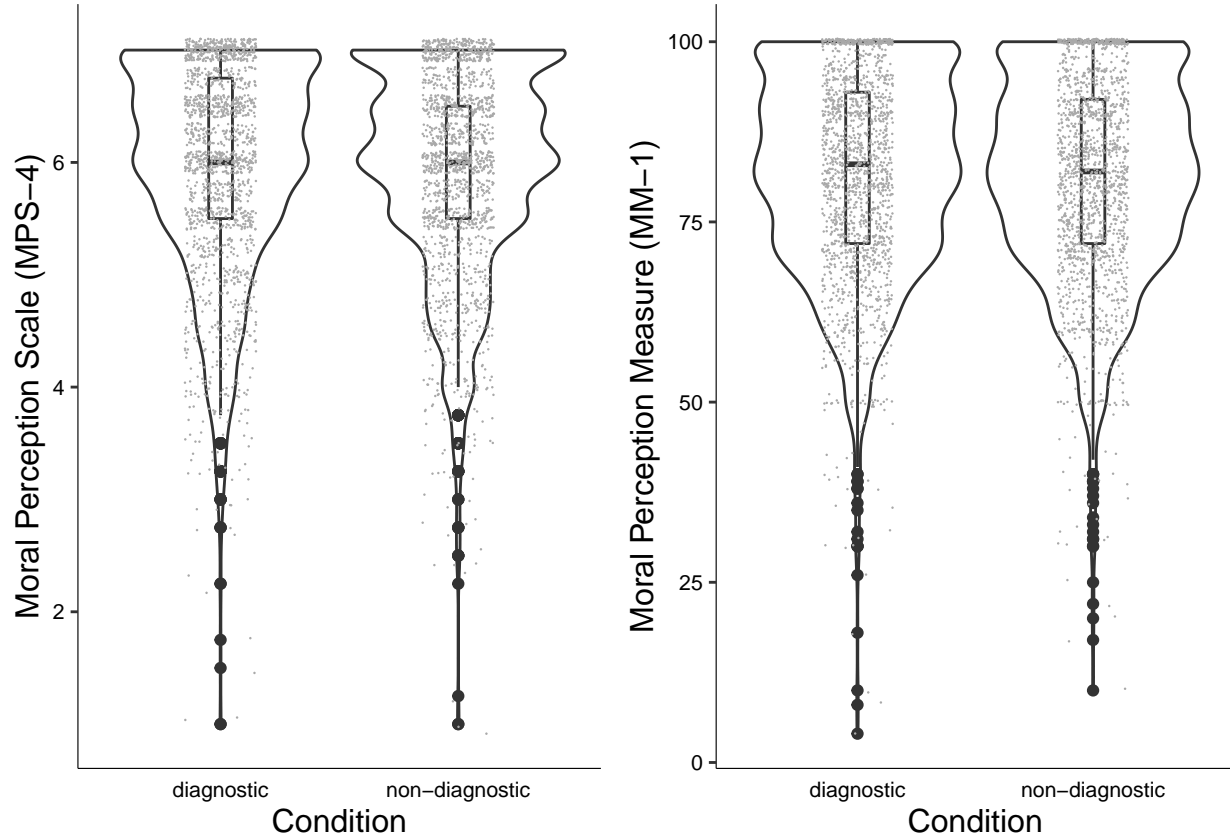 Moral Perception Scale (MPS−4)
6
4
2
diagnostic
non−diagnostic
Condition
Moral Perception Measure (MM−1)
100
75
50
25
0
diagnostic
non−diagnostic
Condition